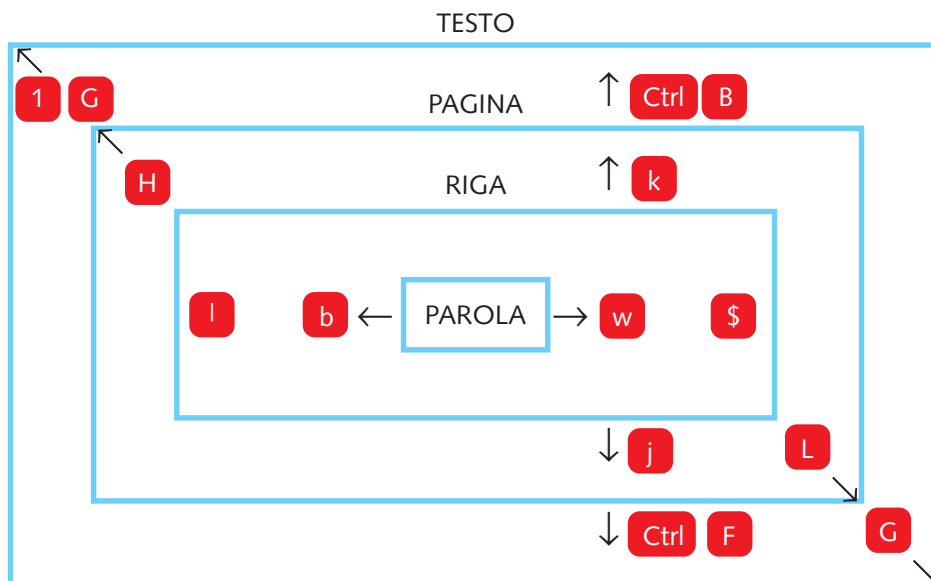 TESTO
1 G
PAGINA Ctrl B
H
RIGA k
| b PAROLA w $
j L
Ctrl F G